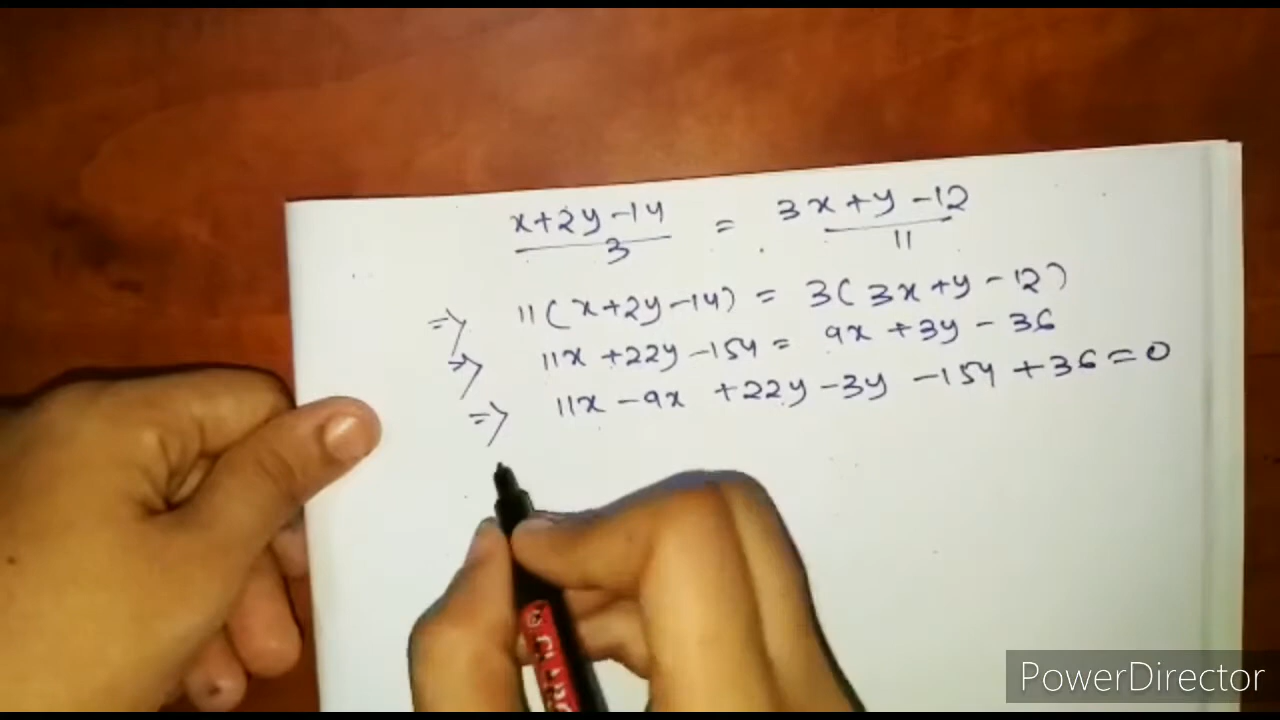 x+2y-14 = 3x+y-12
3 11
=> 11(x+2y-14) = 3(3x+y-12)
=> 11x+22y-154 = 9x+3y-36
=> 11x-9x+22y-3y-154+36=0
PowerDirector